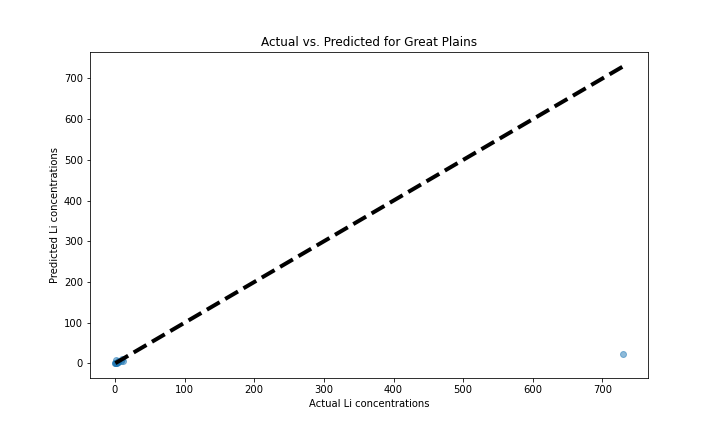 Actual vs. Predicted for Great Plains
Predicted Li concentrations
700
600
500
400
300
200
100
0
0 100 200 300 400 500 600 700
Actual Li concentrations